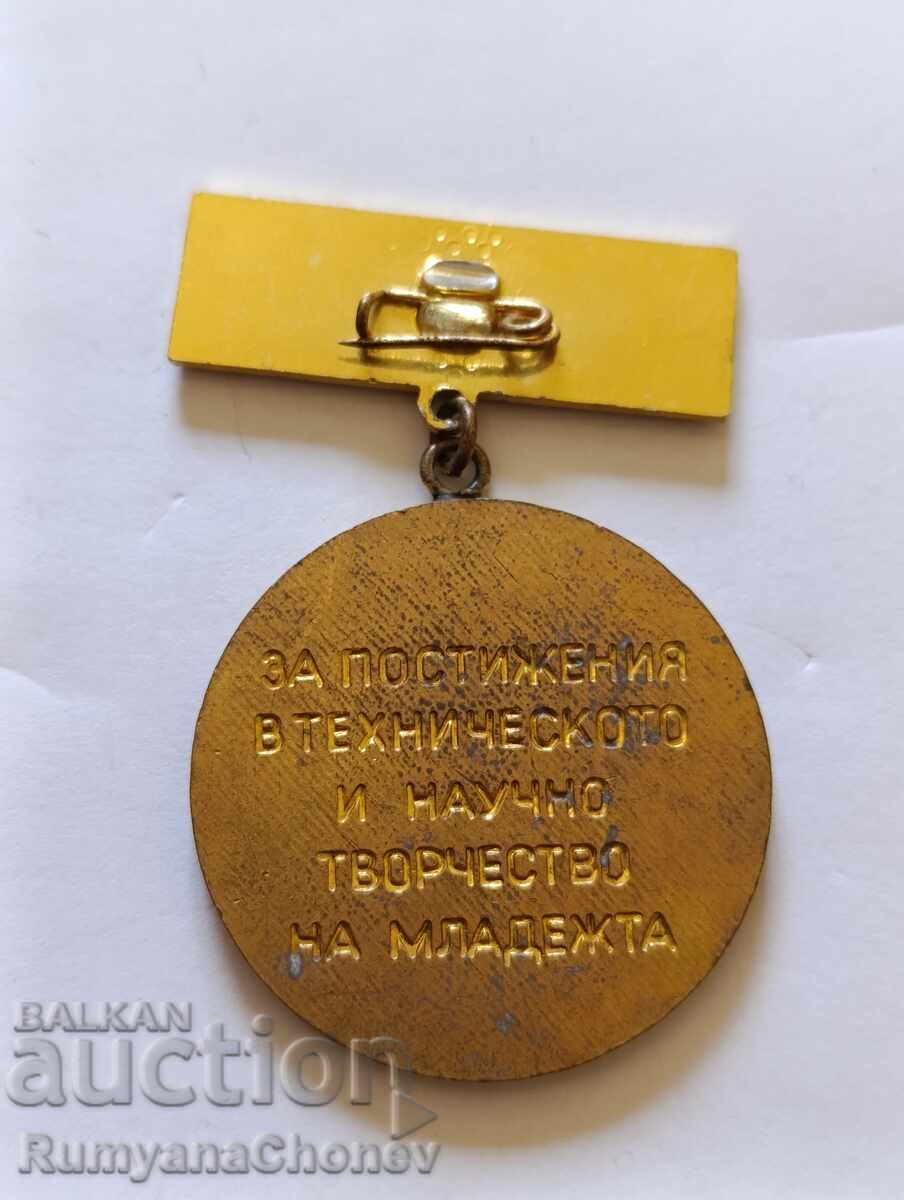 ЗА ПОСТИЖЕНИЯ
В ТЕХНИЧЕСКОТО
И НАУЧНО
ТВОРЧЕСТВО
НА МЛАДЕЖТА
BALKAN
auction
RumyanaChonev